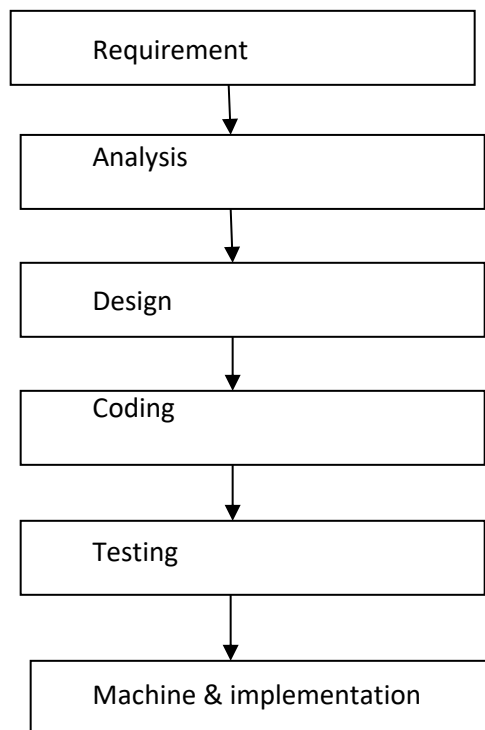 Requirement
Analysis
Design
Coding
Testing
Machine & implementation